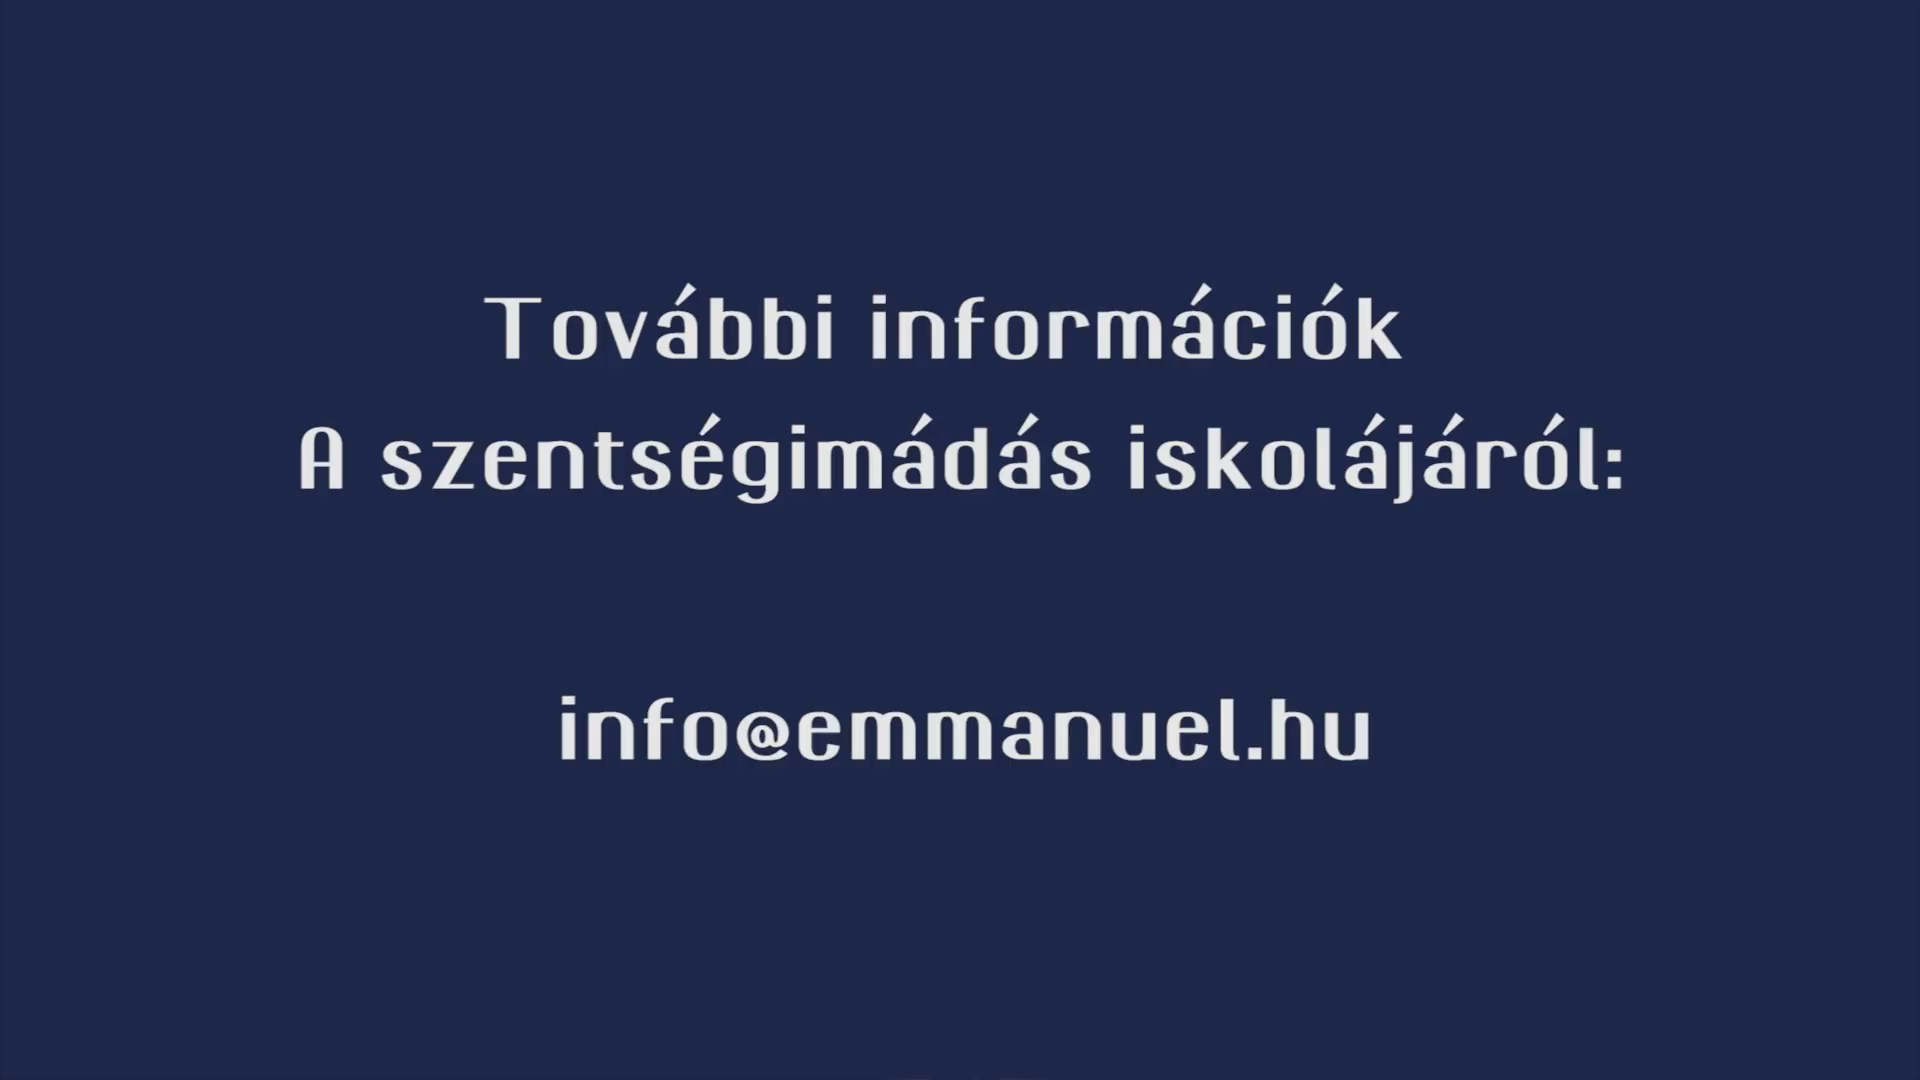 További információk
A szentségimádás iskolájáról:
info@emmanuel.hu